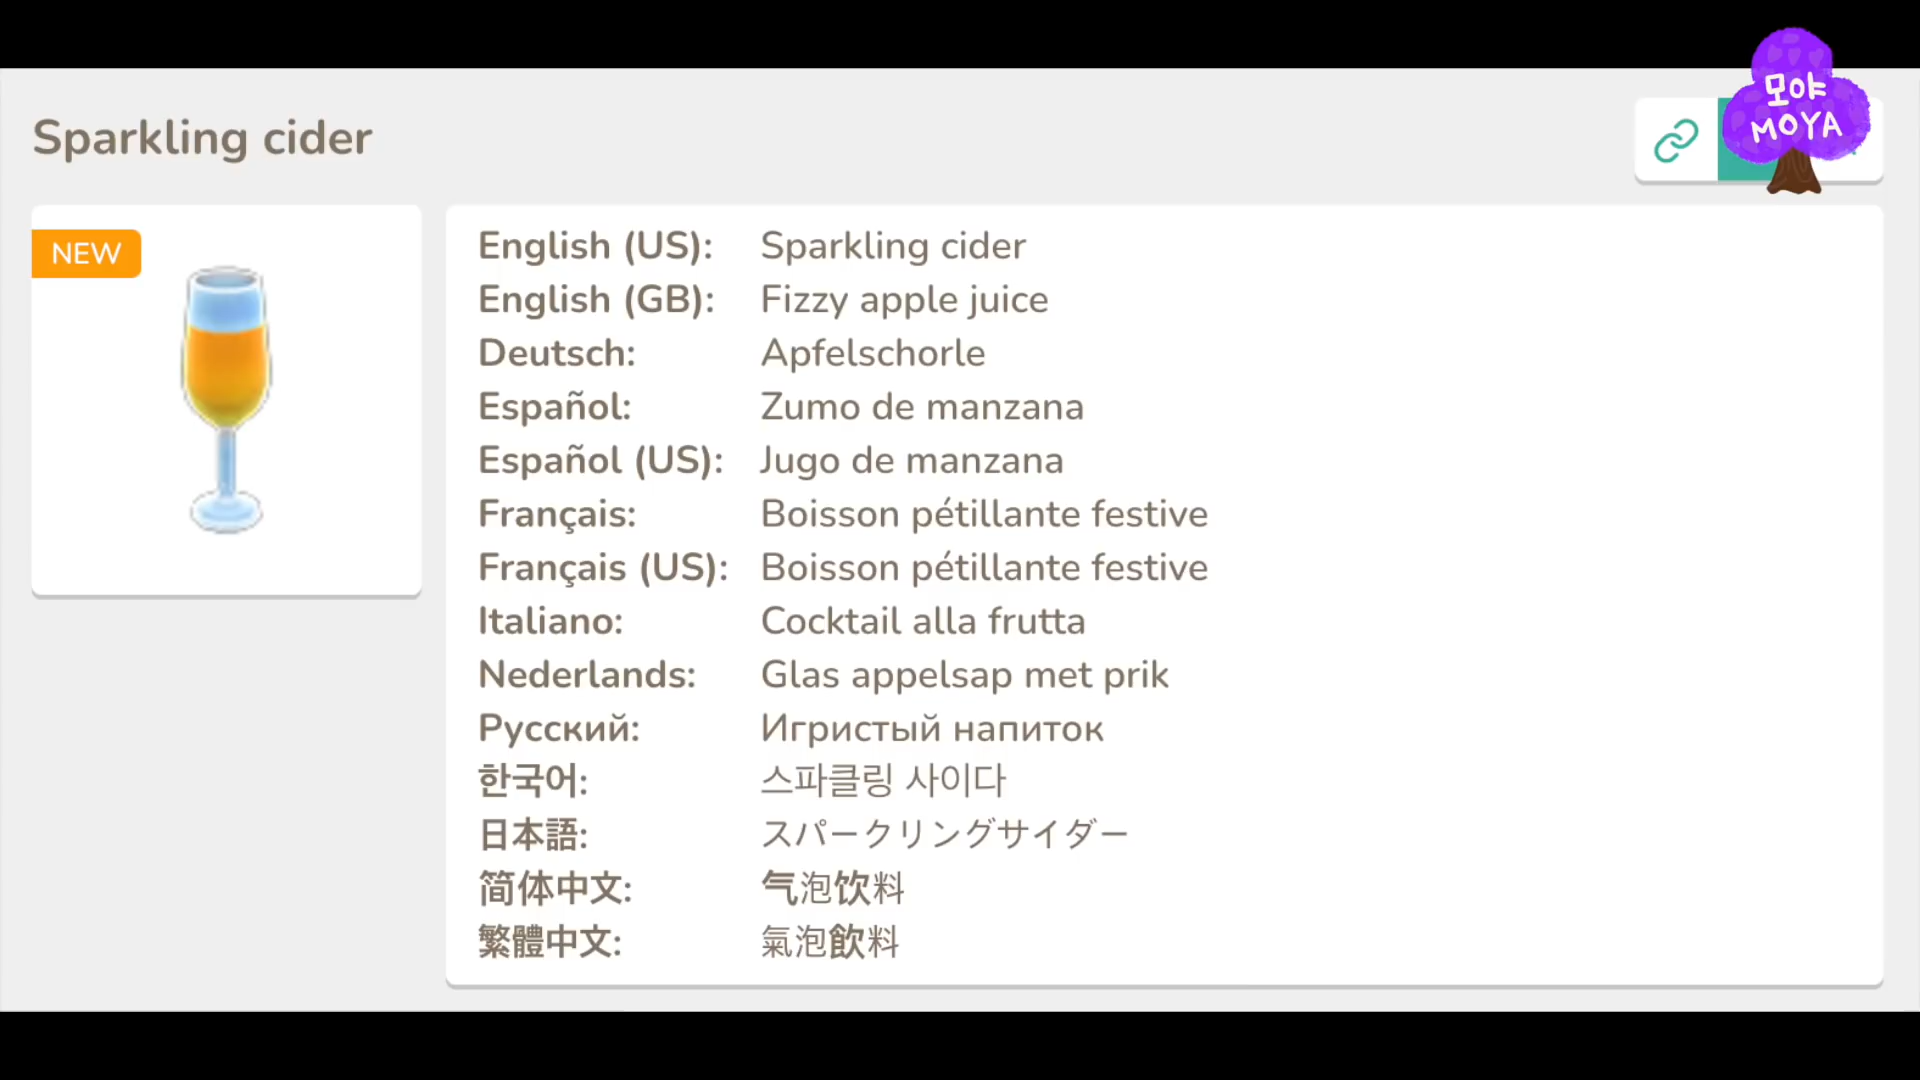 Sparkling cider
모야
MOYA
NEW
English (US): Sparkling cider
English (GB): Fizzy apple juice
Deutsch: Apfelschorle
Español: Zumo de manzana
Español (US): Jugo de manzana
Français: Boisson pétillante festive
Français (US): Boisson pétillante festive
Italiano: Cocktail alla frutta
Nederlands: Glas appelsap met prik
Русский: Игристый напиток
한국어: 스파클링 사이다
日本語: スパークリングサイダー
简体中文: 气泡饮料
繁體中文: 氣泡飲料